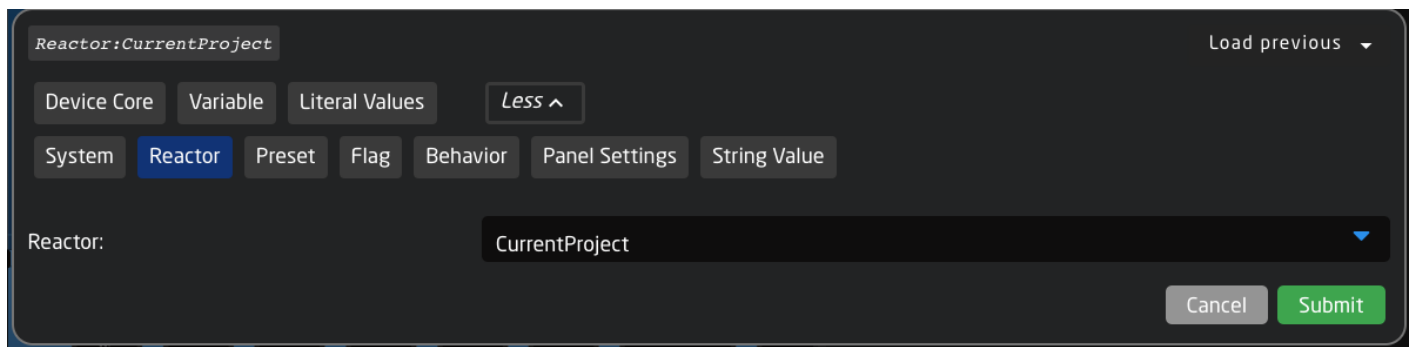 Reactor:CurrentProject Load previous
Device Core Variable Literal Values Less
System Reactor Preset Flag Behavior Panel Settings String Value
Reactor: CurrentProject
Cancel Submit